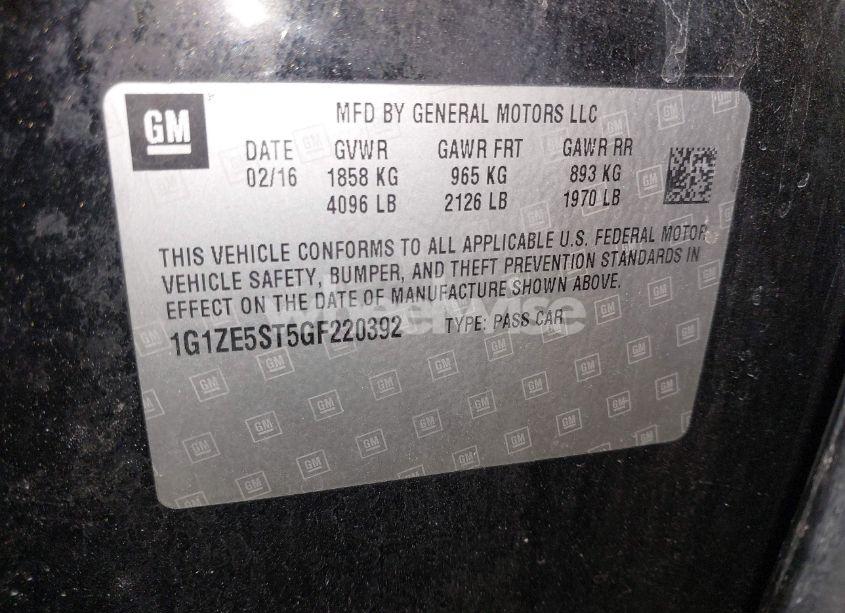 GM
MFD BY GENERAL MOTORS LLC
DATE GVWR GAWR FRT GAWR RR
02/16 1858 KG 965 KG 893 KG
4096 LB 2126 LB 1970 LB
THIS VEHICLE CONFORMS TO ALL APPLICABLE U.S. FEDERAL MOTOR
VEHICLE SAFETY, BUMPER, AND THEFT PREVENTION STANDARDS IN
EFFECT ON THE DATE OF MANUFACTURE SHOWN ABOVE.
1G1ZE5ST5GF220392 TYPE: PASS CAR